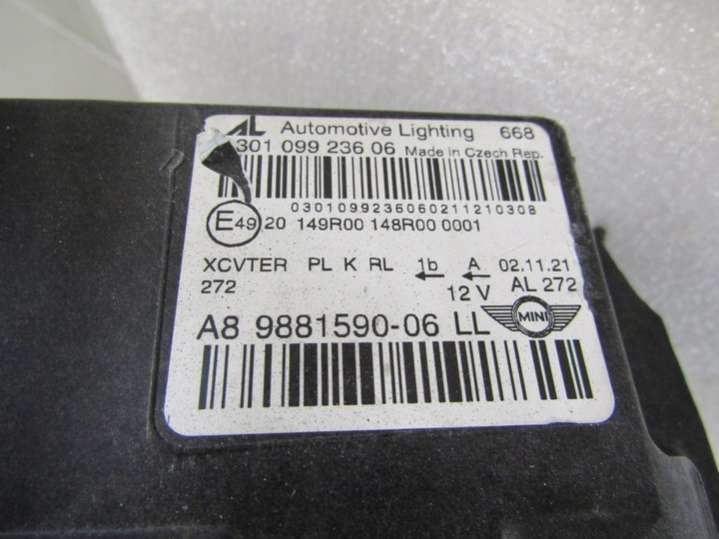 AL Automotive Lighting 668
301 099 236 06 Made in Czech Rep.
0301099236060211210308
E49 20 149R00 148R00 0001
XCVTER PL K RL 1b A 02.11.21
272 12 V AL 272
A8 9881590-06 LL MINI